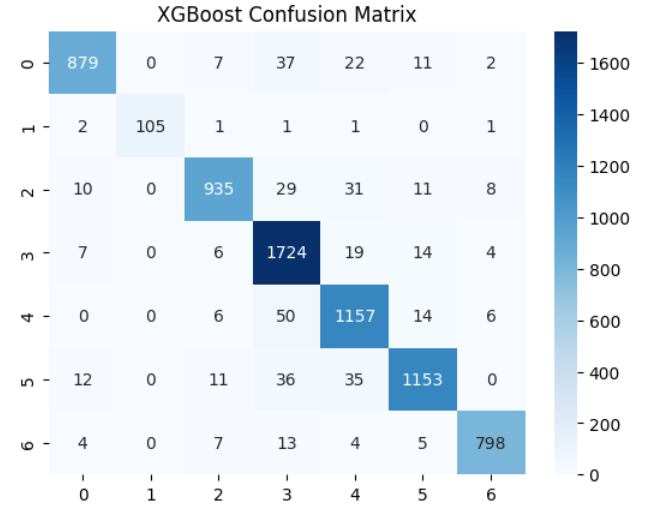 XGBoost Confusion Matrix
0 879 0 7 37 22 11 2
1 2 105 1 1 1 0 1
2 10 0 935 29 31 11 8
3 7 0 6 1724 19 14 4
4 0 0 6 50 1157 14 6
5 12 0 11 36 35 1153 0
6 4 0 7 13 4 5 798
0 1 2 3 4 5 6
1600
1400
1200
1000
800
600
400
200
0